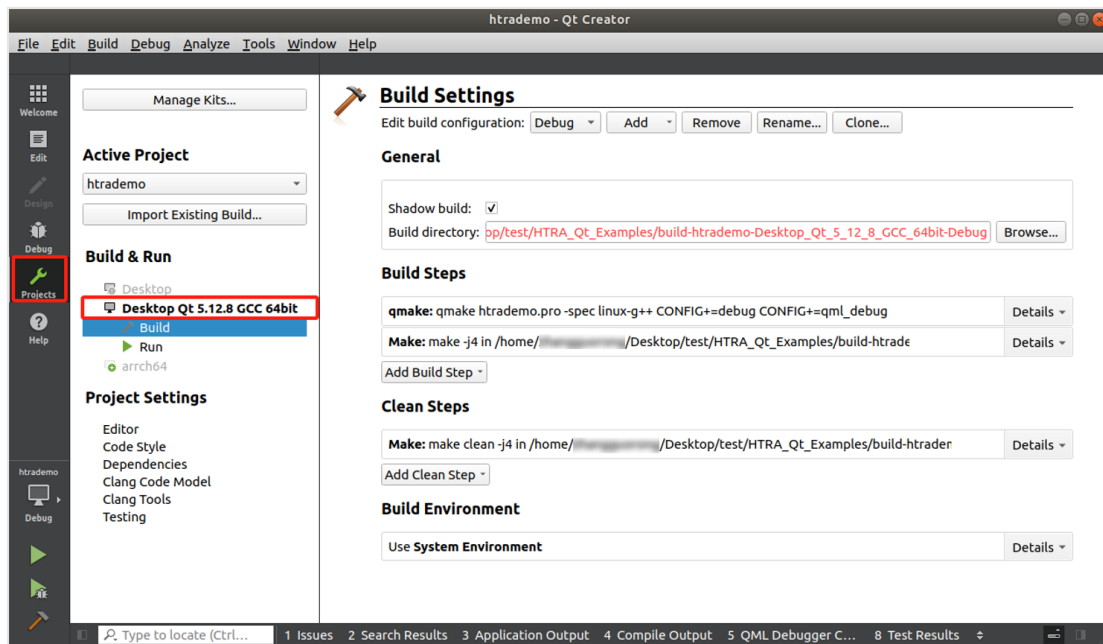 htrademo - Qt Creator
File Edit Build Debug Analyze Tools Window Help
Welcome
Edit
Design
Debug
Projects
Help
htrademo
Debug
Manage Kits...
Active Project
htrademo
Import Existing Build...
Build & Run
Desktop
Desktop Qt 5.12.8 GCC 64bit
Build
Run
arrch64
Project Settings
Editor
Code Style
Dependencies
Clang Code Model
Clang Tools
Testing
Build Settings
Edit build configuration: Debug Add Remove Rename... Clone...
General
Shadow build:
Build directory: op/test/HTRA_Qt_Examples/build-htrademo-Desktop_Qt_5_12_8_GCC_64bit-Debug Browse...
Build Steps
qmake: qmake htrademo.pro -spec linux-g++ CONFIG+=debug CONFIG+=qml_debug Details
Make: make -j4 in /home/ /Desktop/test/HTRA_Qt_Examples/build-htrade Details
Add Build Step
Clean Steps
Make: make clean -j4 in /home/ /Desktop/test/HTRA_Qt_Examples/build-htrader Details
Add Clean Step
Build Environment
Use System Environment Details
Type to locate (Ctrl... 1 Issues 2 Search Results 3 Application Output 4 Compile Output 5 QML Debugger C... 8 Test Results